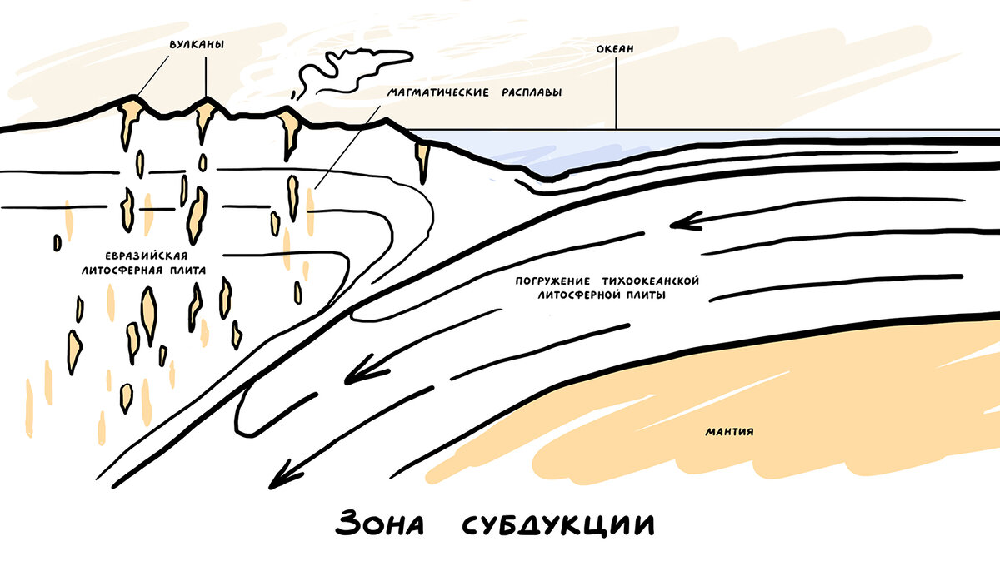 ВУЛКАНЫ
ОКЕАН
МАГМАТИЧЕСКИЕ РАСПЛАВЫ
ЕВРАЗИЙСКАЯ
ЛИТОСФЕРНАЯ ПЛИТА
ПОГРУЖЕНИЕ ТИХООКЕАНСКОЙ
ЛИТОСФЕРНОЙ ПЛИТЫ
МАНТИЯ
ЗОНА СУБДУКЦИИ